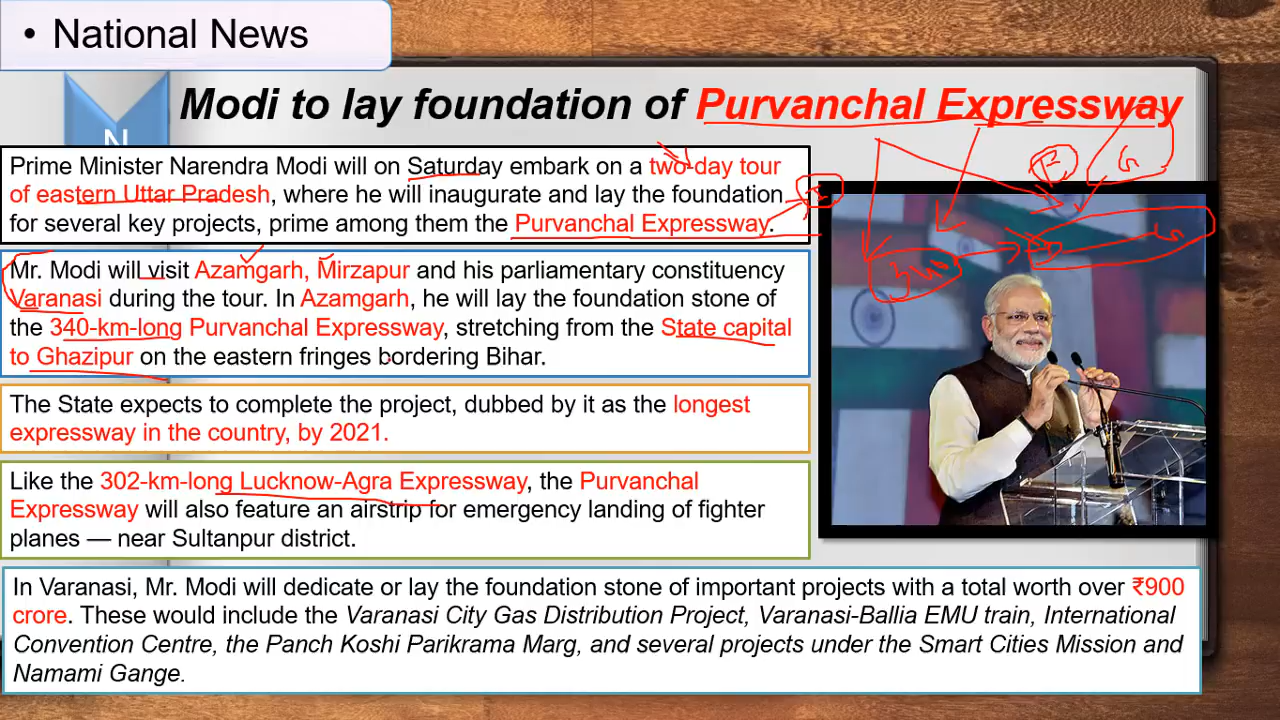 • National News
N
Modi to lay foundation of Purvanchal Expressway
Prime Minister Narendra Modi will on Saturday embark on a two-day tour
of eastern Uttar Pradesh, where he will inaugurate and lay the foundation
for several key projects, prime among them the Purvanchal Expressway.
Mr. Modi will visit Azamgarh, Mirzapur and his parliamentary constituency
Varanasi during the tour. In Azamgarh, he will lay the foundation stone of
the 340-km-long Purvanchal Expressway, stretching from the State capital
to Ghazipur on the eastern fringes bordering Bihar.
340
The State expects to complete the project, dubbed by it as the longest
expressway in the country, by 2021.
Like the 302-km-long Lucknow-Agra Expressway, the Purvanchal
Expressway will also feature an airstrip for emergency landing of fighter
planes — near Sultanpur district.
In Varanasi, Mr. Modi will dedicate or lay the foundation stone of important projects with a total worth over ₹900
crore. These would include the Varanasi City Gas Distribution Project, Varanasi-Ballia EMU train, International
Convention Centre, the Panch Koshi Parikrama Marg, and several projects under the Smart Cities Mission and
Namami Gange.